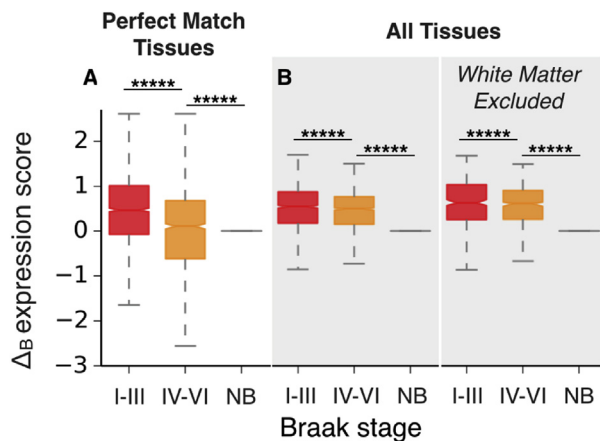 Perfect Match
Tissues
All Tissues
A
B
White Matter
Excluded
*****
*****
*****
*****
*****
*****
ΔB expression score
2
1
0
−1
−2
−3
I-III IV-VI NB I-III IV-VI NB I-III IV-VI NB
Braak stage